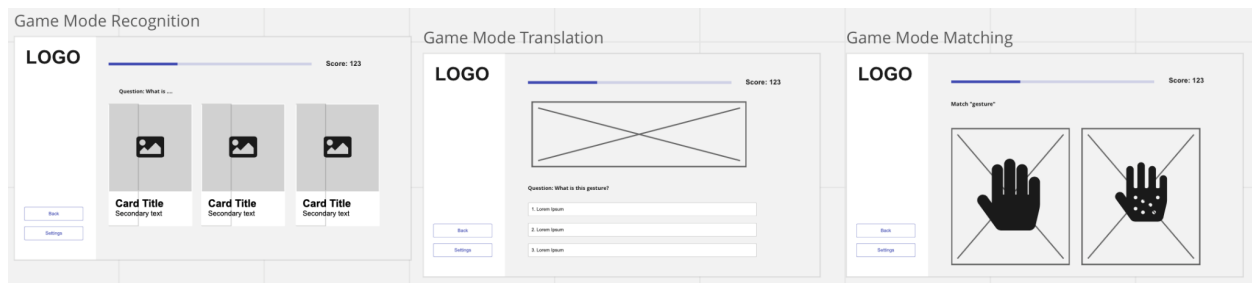 Game Mode Recognition
LOGO
Score: 123
Question: What is ....
Card Title
Secondary text
Card Title
Secondary text
Card Title
Secondary text
Back
Settings
Game Mode Translation
LOGO
Score: 123
Question: What is this gesture?
1. Lorem Ipsum
2. Lorem Ipsum
3. Lorem Ipsum
Back
Settings
Game Mode Matching
LOGO
Score: 123
Match "gesture"
Back
Settings